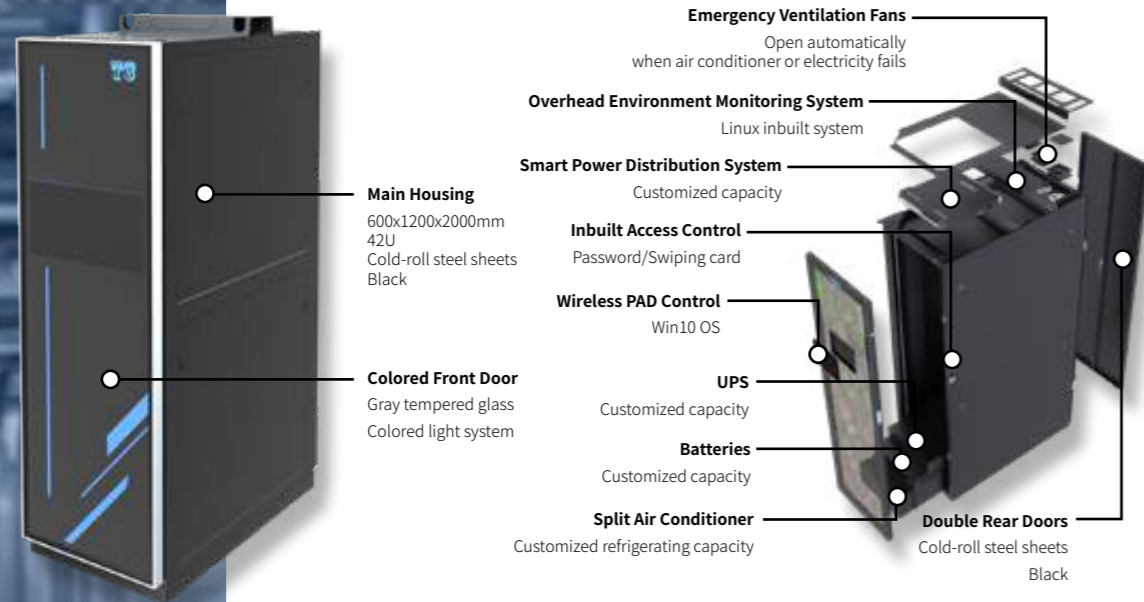 TS
Main Housing
600x1200x2000mm
42U
Cold-roll steel sheets
Black
Colored Front Door
Gray tempered glass
Colored light system
Emergency Ventilation Fans
Open automatically
when air conditioner or electricity fails
Overhead Environment Monitoring System
Linux inbuilt system
Smart Power Distribution System
Customized capacity
Inbuilt Access Control
Password/Swiping card
Wireless PAD Control
Win10 OS
UPS
Customized capacity
Batteries
Customized capacity
Split Air Conditioner
Customized refrigerating capacity
Double Rear Doors
Cold-roll steel sheets
Black